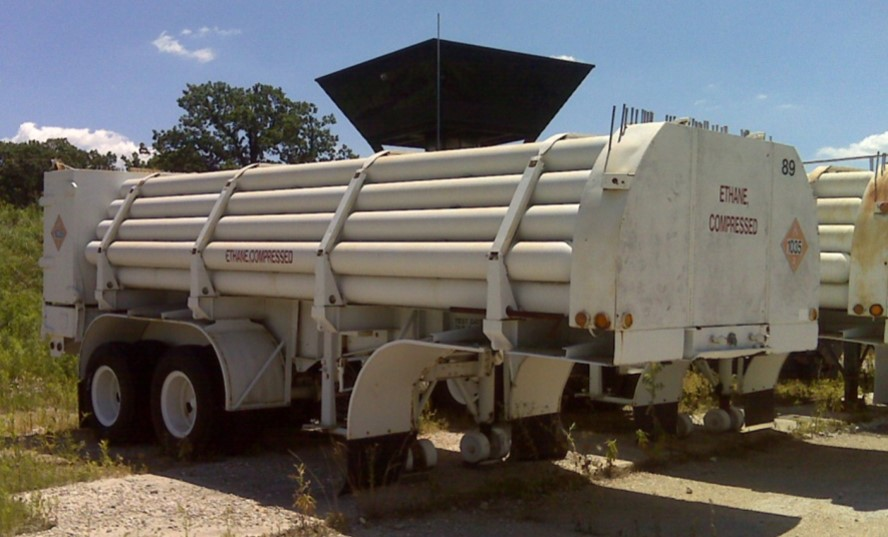 89
ETHANE,
COMPRESSED
1035
ETHANE,COMPRESSED